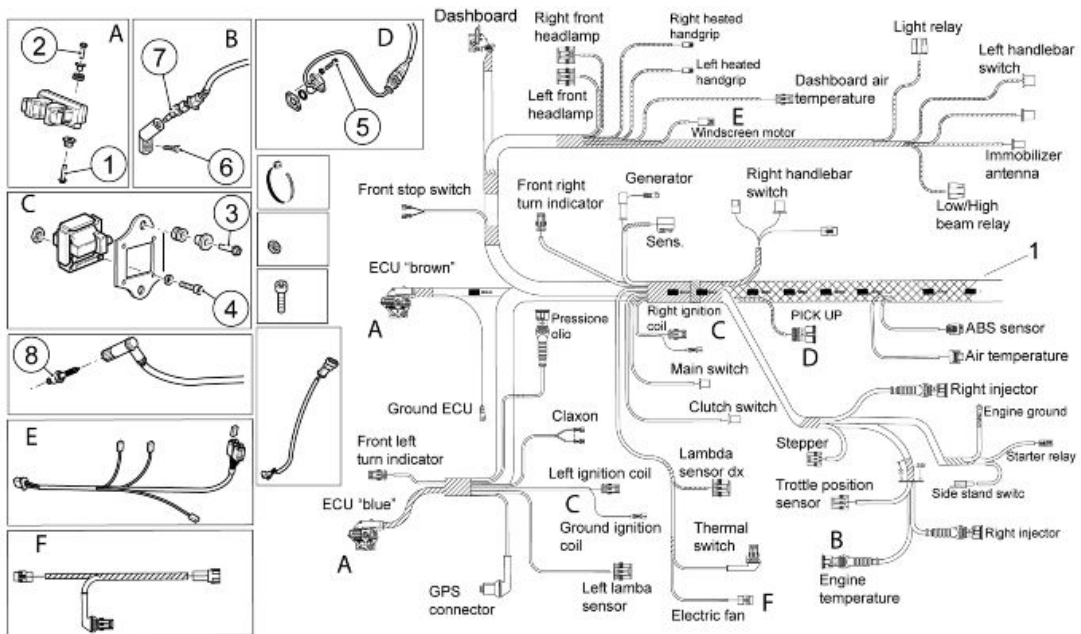 A
2
1
B
7
6
D
5
C
3
4
8
E
F
Dashboard
Right front
headlamp
Left front
headlamp
Right heated
handgrip
Left heated
handgrip
Dashboard air
temperature
E
Windscreen motor
Light relay
Left handlebar
switch
Immobilizer
antenna
Low/High
beam relay
Front stop switch
Front right
turn indicator
Generator
Sens.
Right handlebar
switch
1
ECU "brown"
A
Pressione
olio
Right ignition
coil
C
PICK UP
D
ABS sensor
Air temperature
Main switch
Clutch switch
Ground ECU
Claxon
Right injector
Engine ground
Stepper
Starter relay
Side stand switc
Front left
turn indicator
Left ignition coil
C
Ground ignition
coil
Lambda
sensor dx
Trottle position
sensor
ECU "blue"
A
Thermal
switch
B
Right injector
Engine
temperature
GPS
connector
Left lamba
sensor
Electric fan
F